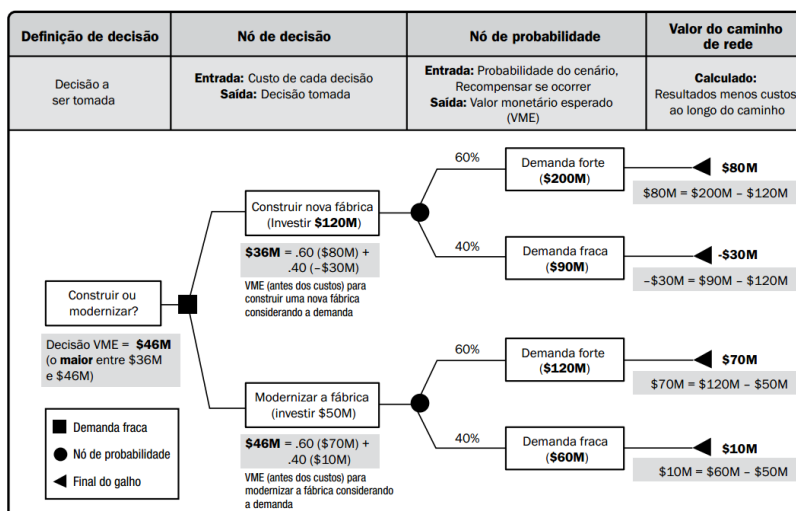 Definição de decisão
Nó de decisão
Nó de probabilidade
Valor do caminho
de rede
Decisão a
ser tomada
Entrada: Custo de cada decisão
Saída: Decisão tomada
Entrada: Probabilidade do cenário,
Recompensar se ocorrer
Saída: Valor monetário esperado
(VME)
Calculado:
Resultados menos custos
ao longo do caminho
60%
Demanda forte
($200M)
$80M
$80M = $200M – $120M
Construir nova fábrica
(Investir $120M)
$36M = .60 ($80M) +
.40 (–$30M)
VME (antes dos custos) para
construir uma nova fábrica
considerando a demanda
40%
Demanda fraca
($90M)
-$30M
–$30M = $90M – $120M
Construir ou
modernizar?
Decisão VME = $46M
(o maior entre $36M
e $46M)
60%
Demanda forte
($120M)
$70M
$70M = $120M – $50M
Modernizar a fábrica
(investir $50M)
$46M = .60 ($70M) +
.40 ($10M)
VME (antes dos custos) para
modernizar a fábrica considerando
a demanda
40%
Demanda fraca
($60M)
$10M
$10M = $60M – $50M
Demanda fraca
Nó de probabilidade
Final do galho